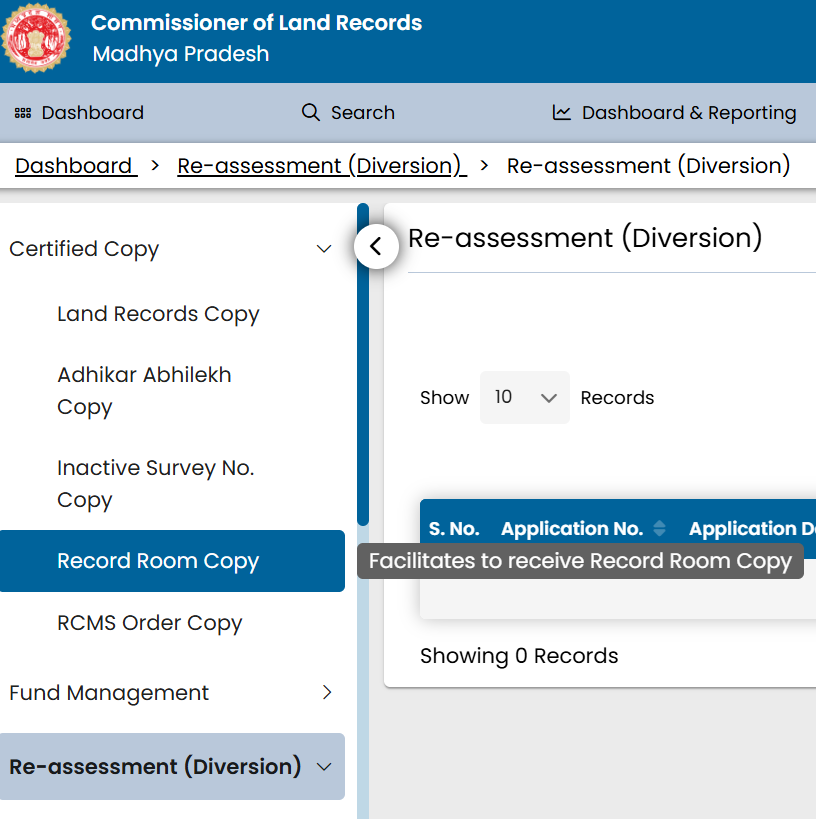 Commissioner of Land Records
Madhya Pradesh
Dashboard
Search
Dashboard & Reporting
Dashboard > Re-assessment (Diversion) > Re-assessment (Diversion)
Certified Copy
Land Records Copy
Adhikar Abhilekh
Copy
Inactive Survey No.
Copy
Record Room Copy
RCMS Order Copy
Fund Management
Re-assessment (Diversion)
Re-assessment (Diversion)
Show 10 Records
S. No. Application No. Application D
Facilitates to receive Record Room Copy
Showing 0 Records